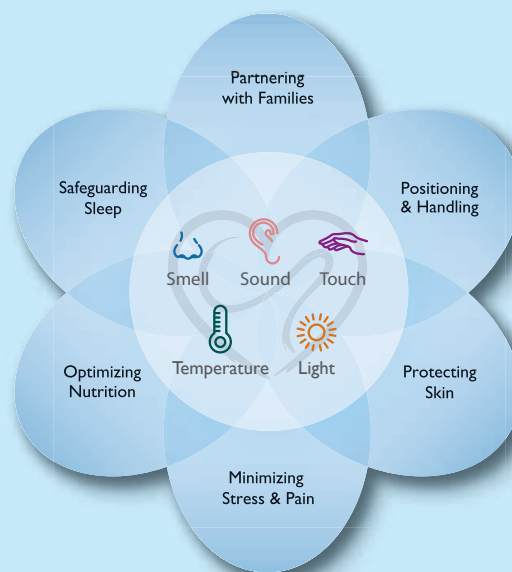 Partnering
with Families
Safeguarding
Sleep
Positioning
& Handling
Smell
Sound
Touch
Temperature
Light
Optimizing
Nutrition
Protecting
Skin
Minimizing
Stress & Pain